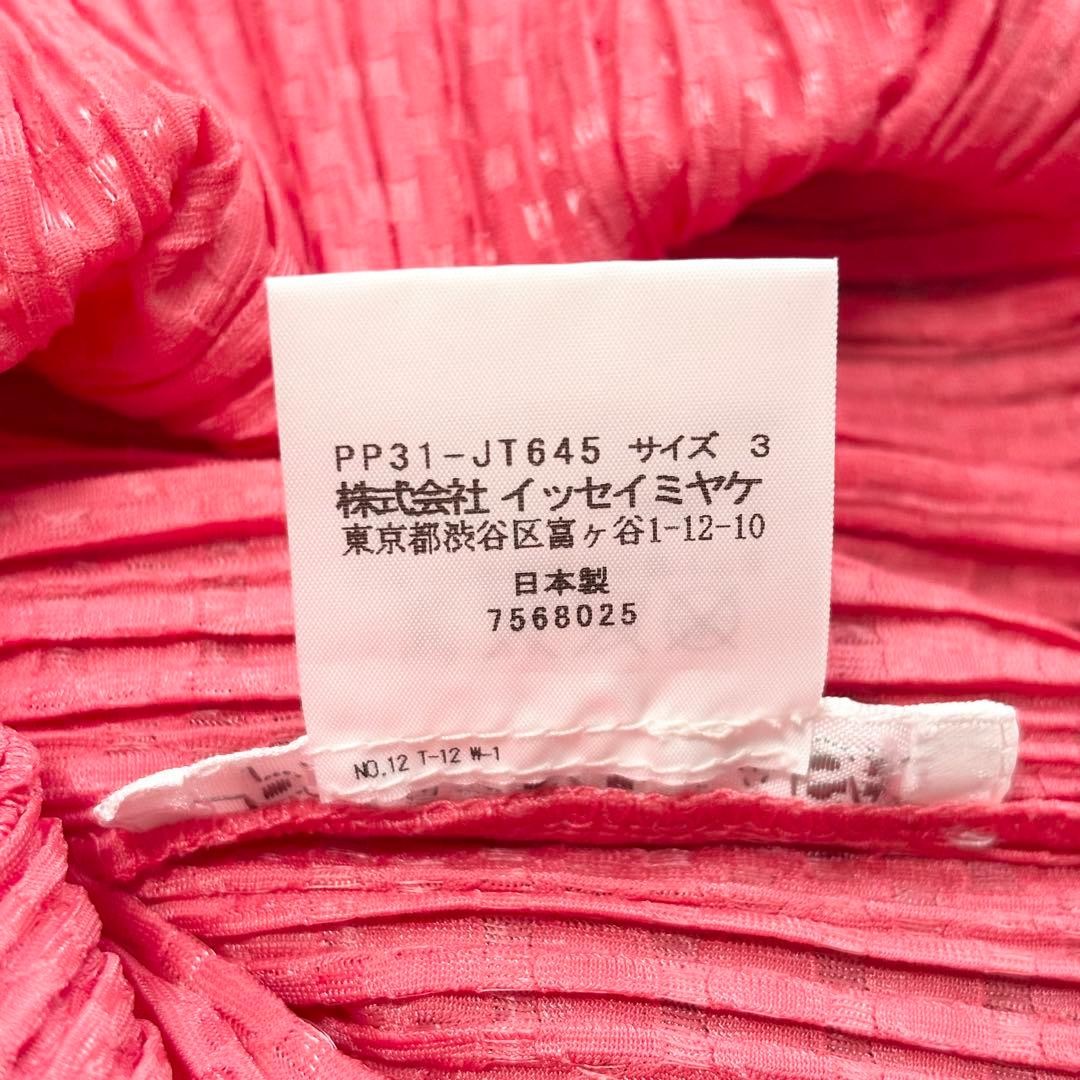 PP31-JT645 サイズ 3
株式会社 イッセイミヤケ
東京都渋谷区富ヶ谷1-12-10
日本製
7568025
NO.12 T-12 W-1